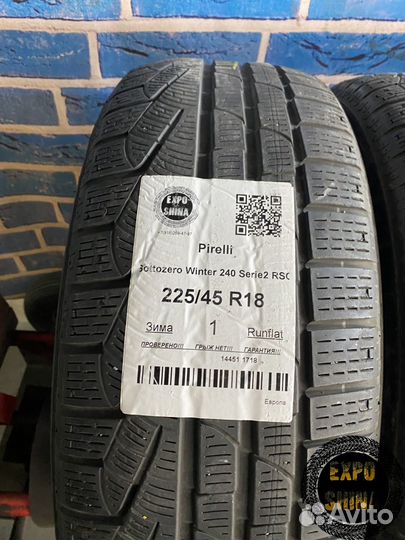 EXPO
SHINA
Pirelli
Sottozero Winter 240 Serie2 RSC
225/45 R18
Зима 1 Runflat
ПРОВЕРЕНО!!! ГРЫЖ НЕТ!!! ГАРАНТИЯ!!!
14451 1718
Европа
EXPO
SHINA
Avito